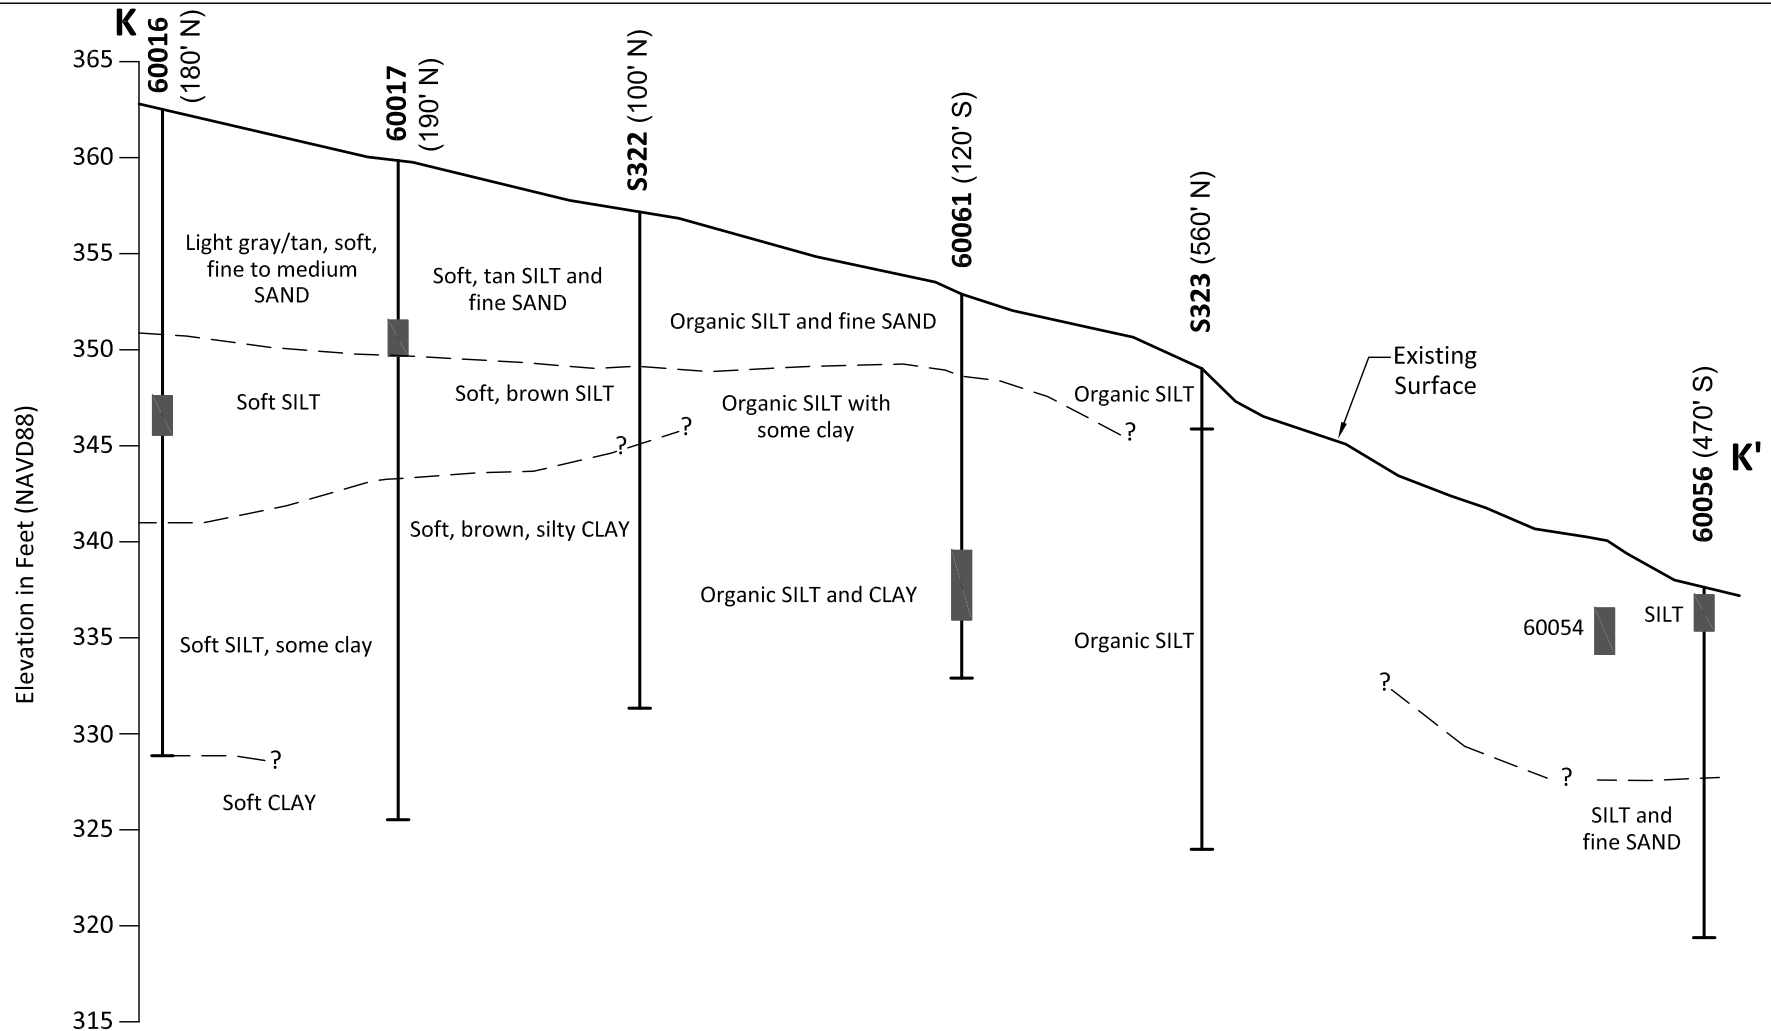 K
60016
(180' N)
60017
(190' N)
S322 (100' N)
60061 (120' S)
S323 (560' N)
60056 (470' S)
K'
Elevation in Feet (NAVD88)
365
360
355
350
345
340
335
330
325
320
315
Light gray/tan, soft,
fine to medium
SAND
Soft, tan SILT and
fine SAND
Organic SILT and fine SAND
Existing
Surface
Soft SILT
Soft, brown SILT
Organic SILT with
some clay
Organic SILT
?
?
?
Soft, brown, silty CLAY
Organic SILT and CLAY
Soft SILT, some clay
Organic SILT
60054
SILT
?
?
?
Soft CLAY
SILT and
fine SAND